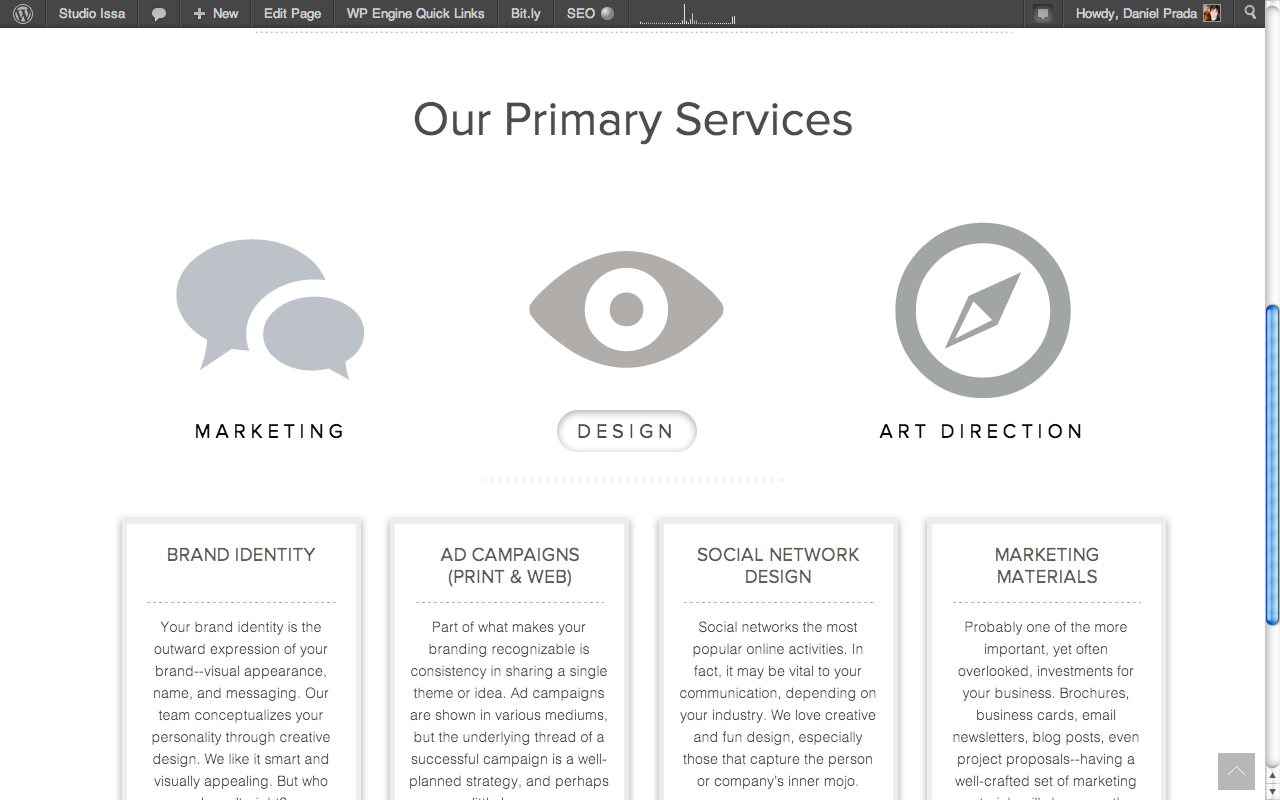 Studio Issa New Edit Page WP Engine Quick Links Bit.ly SEO Howdy, Daniel Prada
Our Primary Services
MARKETING
DESIGN
ART DIRECTION
BRAND IDENTITY
Your brand identity is the
outward expression of your
brand--visual appearance,
name, and messaging. Our
team conceptualizes your
personality through creative
design. We like it smart and
visually appealing. But who
AD CAMPAIGNS
(PRINT & WEB)
Part of what makes your
branding recognizable is
consistency in sharing a single
theme or idea. Ad campaigns
are shown in various mediums,
but the underlying thread of a
successful campaign is a well-
planned strategy, and perhaps
SOCIAL NETWORK
DESIGN
Social networks the most
popular online activities. In
fact, it may be vital to your
communication, depending on
your industry. We love creative
and fun design, especially
those that capture the person
or company's inner mojo.
MARKETING
MATERIALS
Probably one of the more
important, yet often
overlooked, investments for
your business. Brochures,
business cards, email
newsletters, blog posts, even
project proposals--having a
well-crafted set of marketing